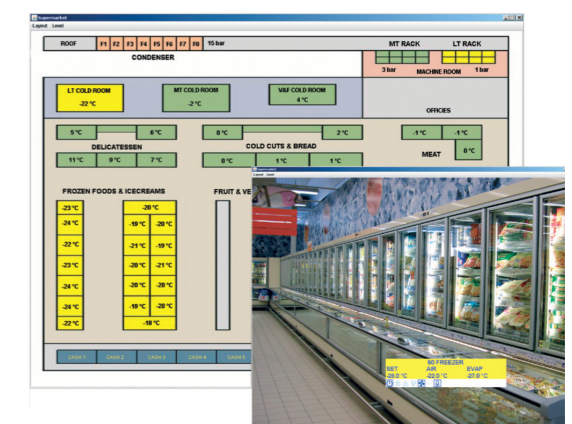 Supermarket
Layout Level
ROOF F1 F2 F3 F4 F5 F6 F7 F8 15 bar MT RACK LT RACK
CONDENSER
3 bar MACHINE ROOM 1 bar
LT COLD ROOM MT COLD ROOM V&F COLD ROOM
-22 °C -2 °C 4 °C
OFFICIES
5 °C 6 °C 0 °C 2 °C -1 °C -1 °C
DELICATESSEN COLD CUTS & BREAD MEAT 0 °C
11 °C 9 °C 7 °C 0 °C 1 °C 1 °C
FROZEN FOODS & ICECREAMS FRUIT & VE
-23 °C -20 °C
-24 °C -19 °C -20 °C
-22 °C -21 °C -19 °C
-23 °C -20 °C -21 °C
-24 °C -20 °C -20 °C
-24 °C -19 °C -20 °C
-22 °C -18 °C
CASH 1 CASH 2 CASH 3 CASH 4 CASH 5
Supermarket
Layout Level
60 FREEZER
SET AIR EVAP
-25.0 °C -22.0 °C -27.0 °C